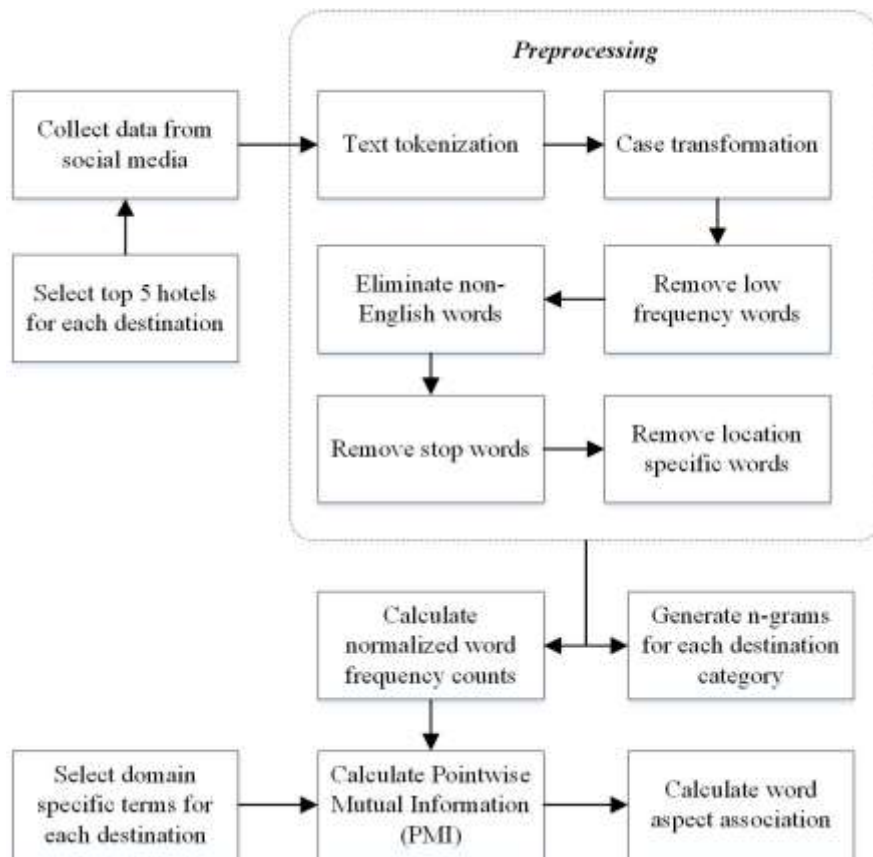 Preprocessing
Collect data from
social media
Text tokenization
Case transformation
Select top 5 hotels
for each destination
Eliminate non-
English words
Remove low
frequency words
Remove stop words
Remove location
specific words
Calculate
normalized word
frequency counts
Generate n-grams
for each destination
category
Select domain
specific terms for
each destination
Calculate Pointwise
Mutual Information
(PMI)
Calculate word
aspect association